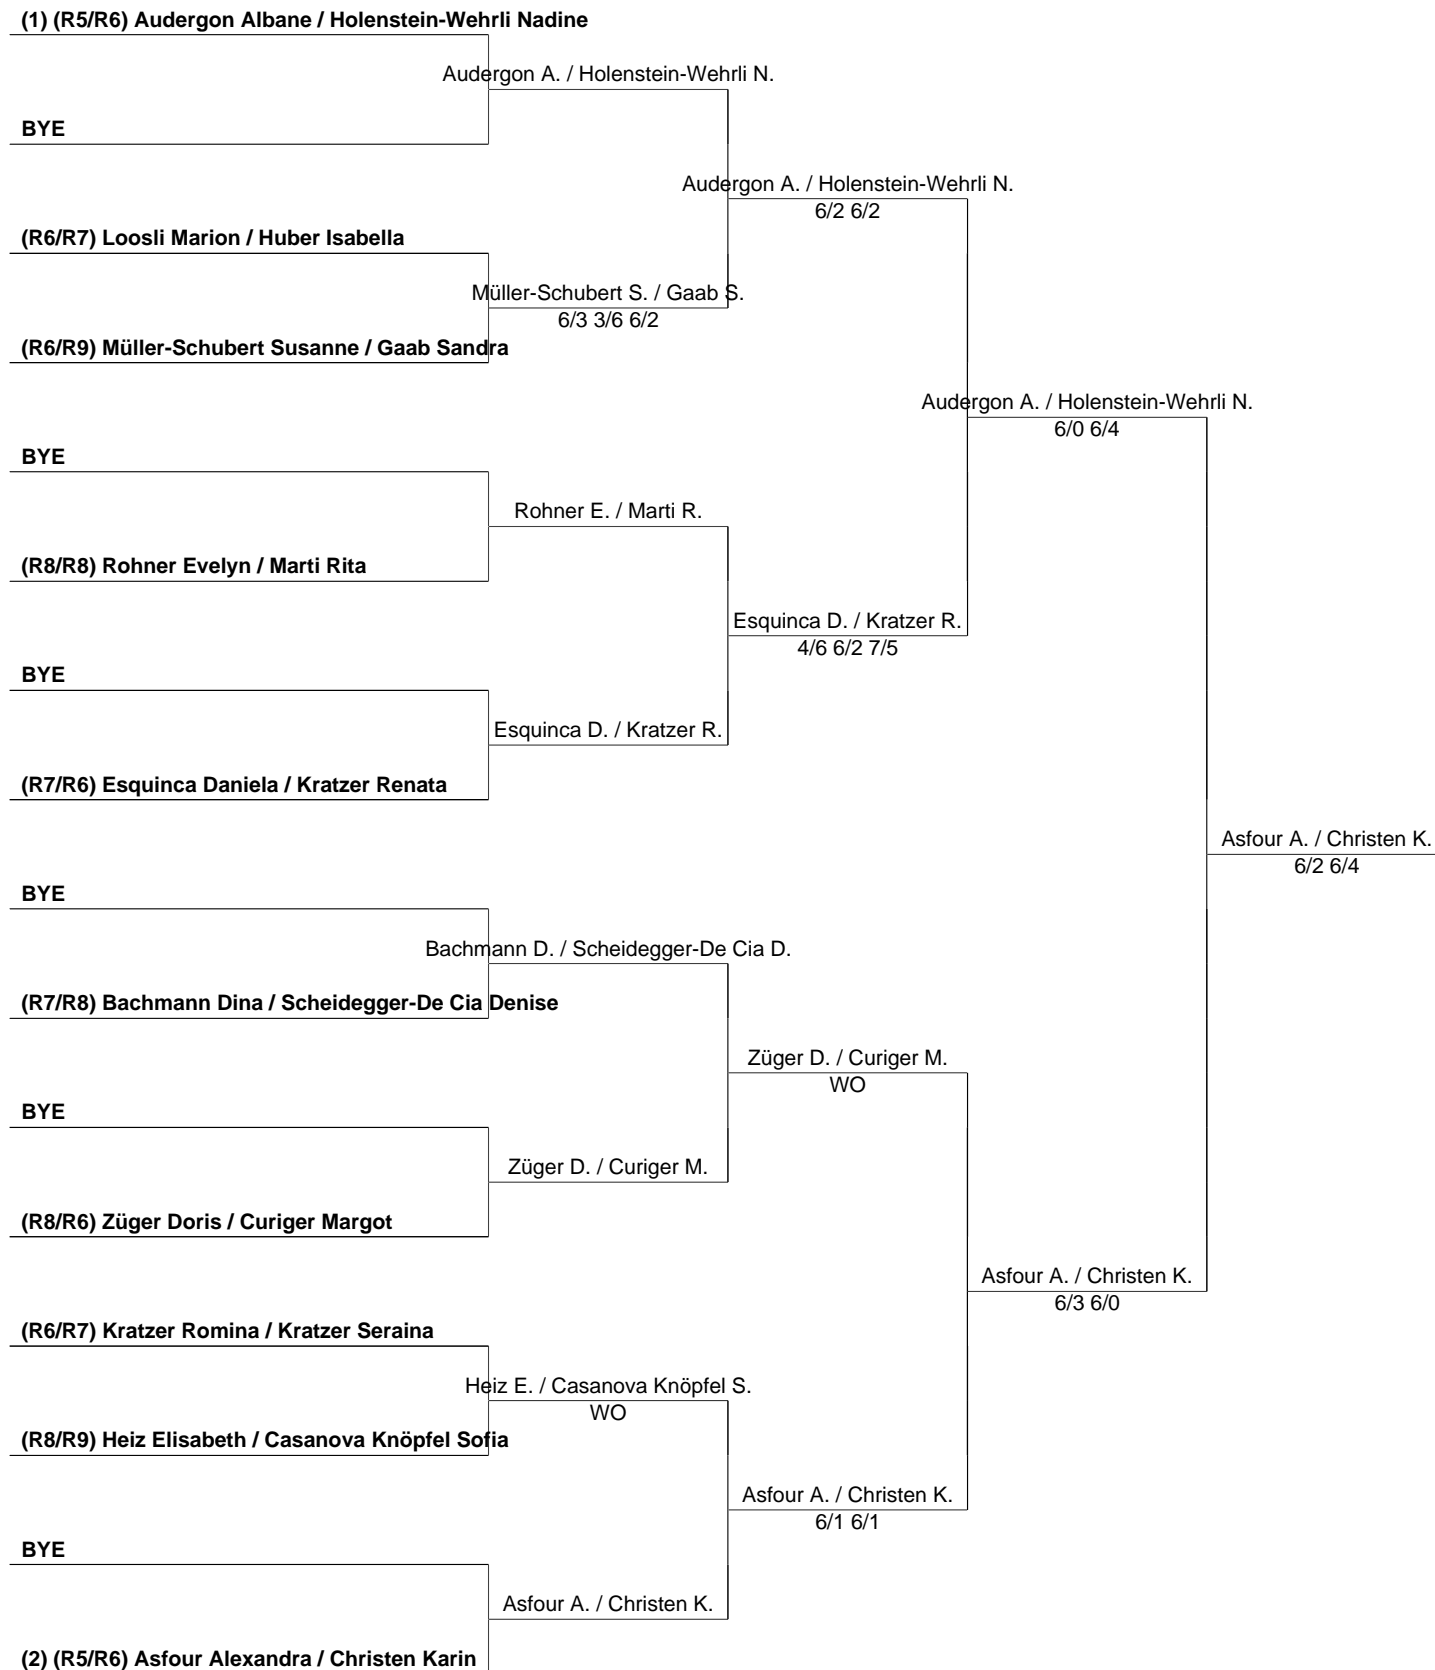 (1) (R5/R6) Audergon Albane / Holenstein-Wehrli Nadine
Audergon A. / Holenstein-Wehrli N.
BYE
Audergon A. / Holenstein-Wehrli N.
6/2 6/2
(R6/R7) Loosli Marion / Huber Isabella
Müller-Schubert S. / Gaab S.
6/3 3/6 6/2
(R6/R9) Müller-Schubert Susanne / Gaab Sandra
Audergon A. / Holenstein-Wehrli N.
6/0 6/4
BYE
Rohner E. / Marti R.
(R8/R8) Rohner Evelyn / Marti Rita
Esquinca D. / Kratzer R.
4/6 6/2 7/5
BYE
Esquinca D. / Kratzer R.
(R7/R6) Esquinca Daniela / Kratzer Renata
Asfour A. / Christen K.
6/2 6/4
BYE
Bachmann D. / Scheidegger-De Cia D.
(R7/R8) Bachmann Dina / Scheidegger-De Cia Denise
Züger D. / Curiger M.
WO
BYE
Züger D. / Curiger M.
(R8/R6) Züger Doris / Curiger Margot
Asfour A. / Christen K.
6/3 6/0
(R6/R7) Kratzer Romina / Kratzer Seraina
Heiz E. / Casanova Knöpfel S.
WO
(R8/R9) Heiz Elisabeth / Casanova Knöpfel Sofia
Asfour A. / Christen K.
6/1 6/1
BYE
Asfour A. / Christen K.
(2) (R5/R6) Asfour Alexandra / Christen Karin